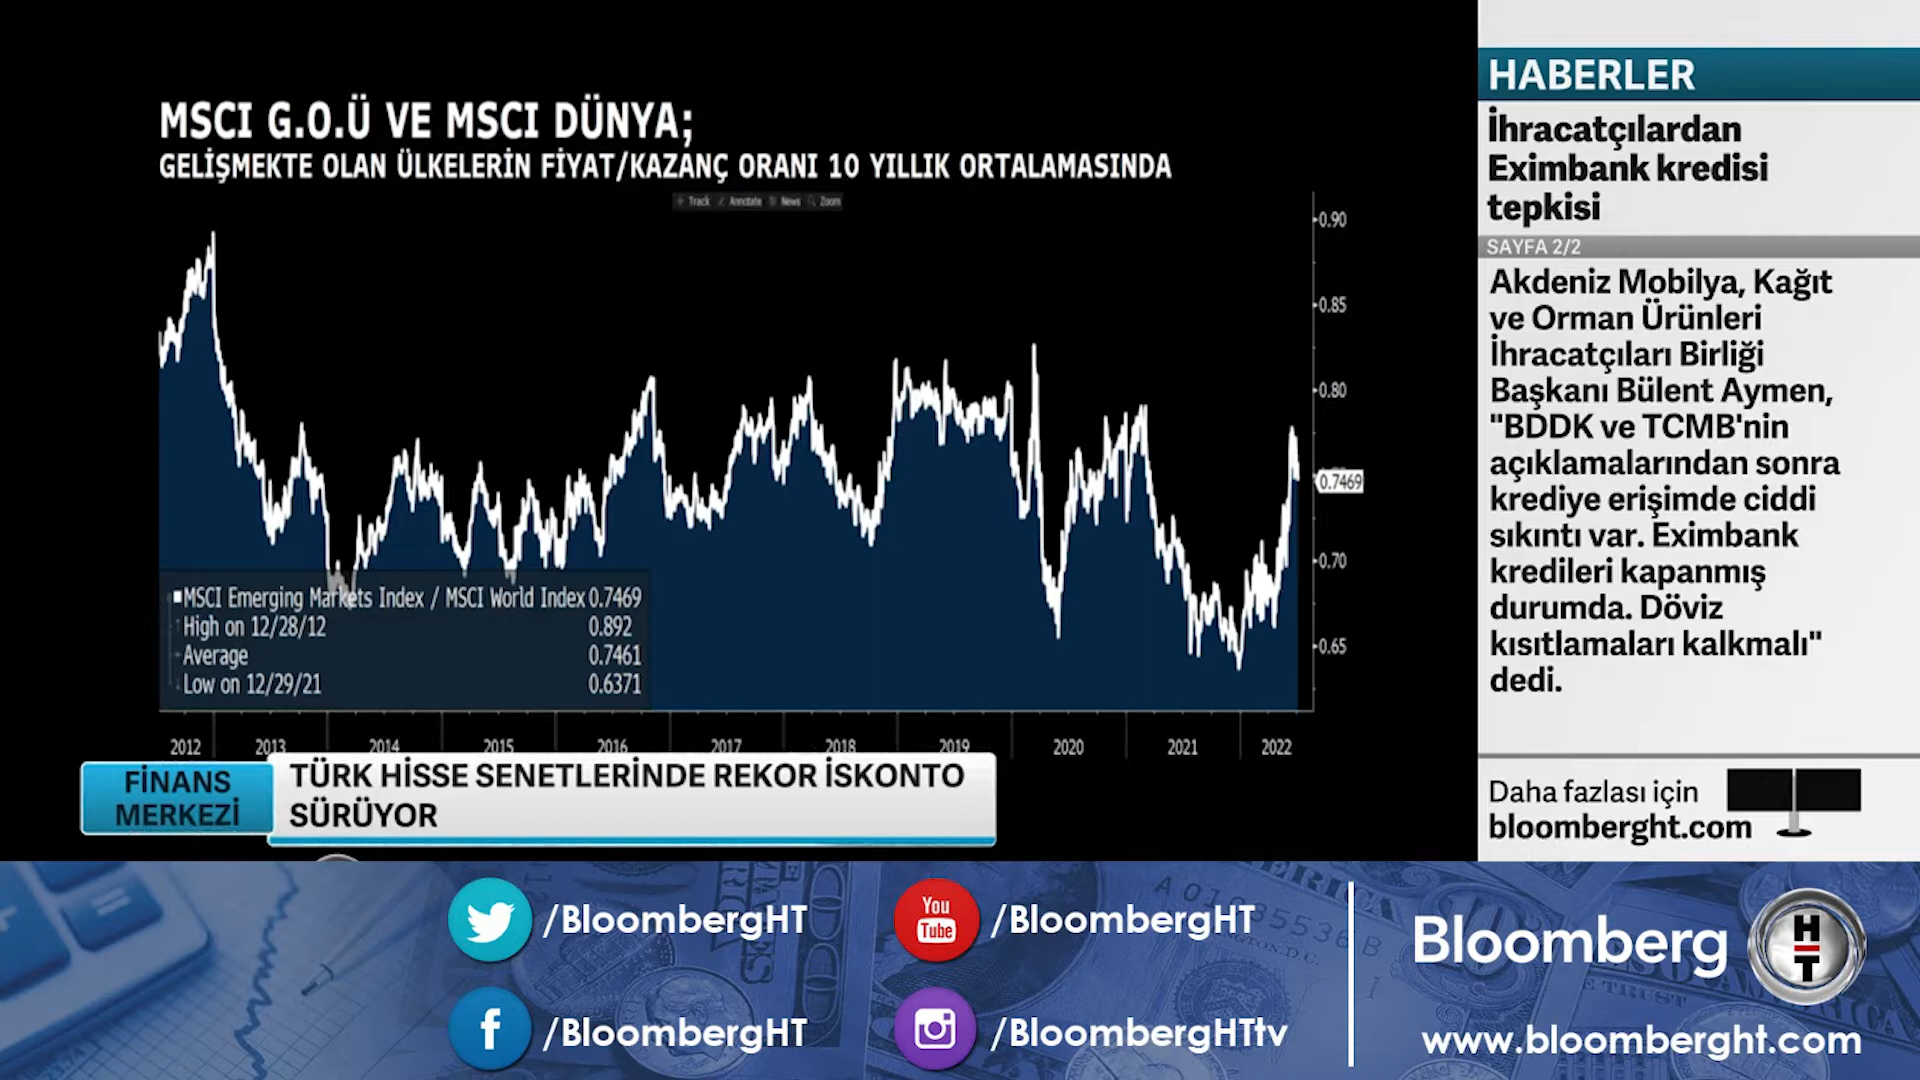 MSCI G.O.Ü VE MSCI DÜNYA;
GELİŞMEKTE OLAN ÜLKELERİN FİYAT/KAZANÇ ORANI 10 YILLIK ORTALAMASINDA
Track Annotate News Zoom
0.90
0.85
0.80
0.7469
0.70
0.65
MSCI Emerging Markets Index / MSCI World Index 0.7469
High on 12/28/12 0.892
Average 0.7461
Low on 12/29/21 0.6371
2012 2013 2014 2015 2016 2017 2018 2019 2020 2021 2022
FİNANS
MERKEZİ
TÜRK HİSSE SENETLERİNDE REKOR İSKONTO
SÜRÜYOR
HABERLER
İhracatçılardan
Eximbank kredisi
tepkisi
SAYFA 2/2
Akdeniz Mobilya, Kağıt
ve Orman Ürünleri
İhracatçıları Birliği
Başkanı Bülent Aymen,
"BDDK ve TCMB'nin
açıklamalarından sonra
krediye erişimde ciddi
sıkıntı var. Eximbank
kredileri kapanmış
durumda. Döviz
kısıtlamaları kalkmalı"
dedi.
Daha fazlası için
bloomberght.com
/BloombergHT
You
Tube
/BloombergHT
/BloombergHT
/BloombergHTtv
Bloomberg
H
T
www.bloomberght.com